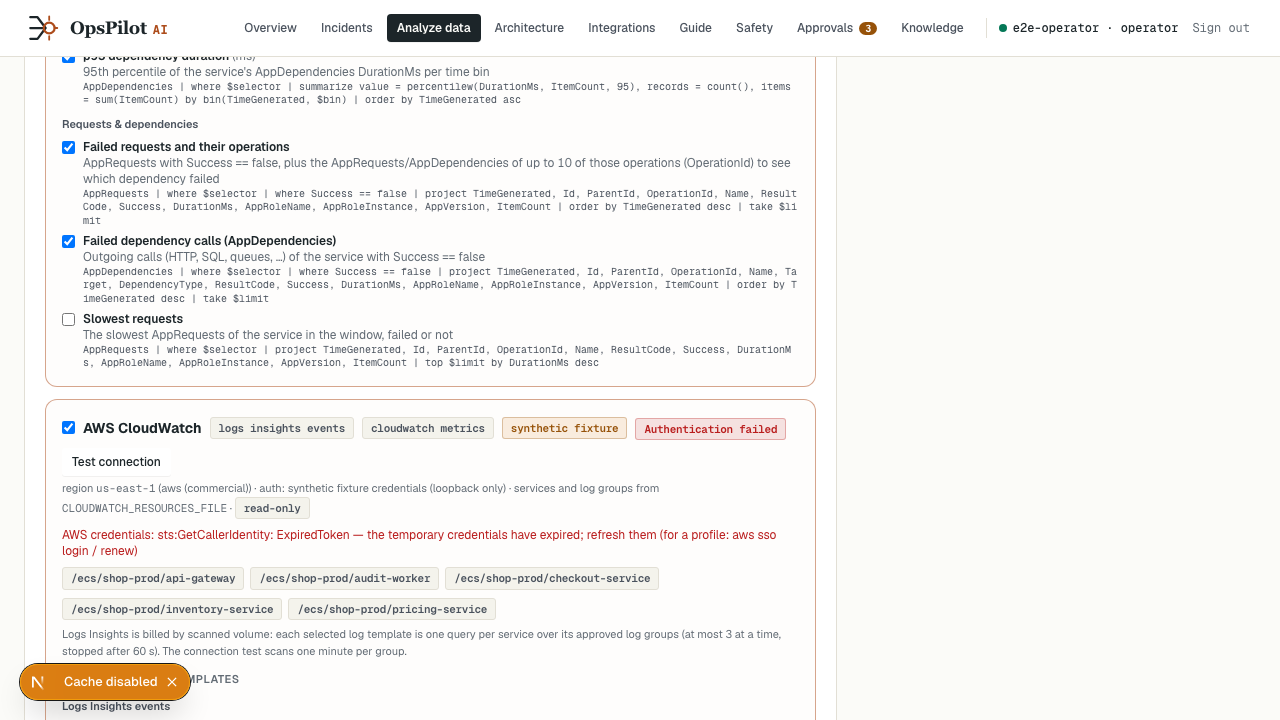 OpsPilot AI
Overview Incidents Analyze data Architecture Integrations Guide Safety Approvals 3 Knowledge e2e-operator · operator Sign out
p95 dependency duration (ms)
95th percentile of the service's AppDependencies DurationMs per time bin
AppDependencies | where $selector | summarize value = percentilew(DurationMs, ItemCount, 95), records = count(), items
= sum(ItemCount) by bin(TimeGenerated, $bin) | order by TimeGenerated asc
Requests & dependencies
Failed requests and their operations
AppRequests with Success == false, plus the AppRequests/AppDependencies of up to 10 of those operations (OperationId) to see
which dependency failed
AppRequests | where $selector | where Success == false | project TimeGenerated, Id, ParentId, OperationId, Name, Result
Code, Success, DurationMs, AppRoleName, AppRoleInstance, AppVersion, ItemCount | order by TimeGenerated desc | take $li
mit
Failed dependency calls (AppDependencies)
Outgoing calls (HTTP, SQL, queues, …) of the service with Success == false
AppDependencies | where $selector | where Success == false | project TimeGenerated, Id, ParentId, OperationId, Name, Ta
rget, DependencyType, ResultCode, Success, DurationMs, AppRoleName, AppRoleInstance, AppVersion, ItemCount | order by T
imeGenerated desc | take $limit
Slowest requests
The slowest AppRequests of the service in the window, failed or not
AppRequests | where $selector | project TimeGenerated, Id, ParentId, OperationId, Name, ResultCode, Success, DurationM
s, AppRoleName, AppRoleInstance, AppVersion, ItemCount | top $limit by DurationMs desc
AWS CloudWatch logs insights events cloudwatch metrics synthetic fixture Authentication failed
Test connection
region us-east-1 (aws (commercial)) · auth: synthetic fixture credentials (loopback only) · services and log groups from
CLOUDWATCH_RESOURCES_FILE · read-only
AWS credentials: sts:GetCallerIdentity: ExpiredToken — the temporary credentials have expired; refresh them (for a profile: aws sso
login / renew)
/ecs/shop-prod/api-gateway /ecs/shop-prod/audit-worker /ecs/shop-prod/checkout-service
/ecs/shop-prod/inventory-service /ecs/shop-prod/pricing-service
Logs Insights is billed by scanned volume: each selected log template is one query per service over its approved log groups (at most 3 at a time,
stopped after 60 s). The connection test scans one minute per group.
Cache disabled
MPLATES
Logs Insights events